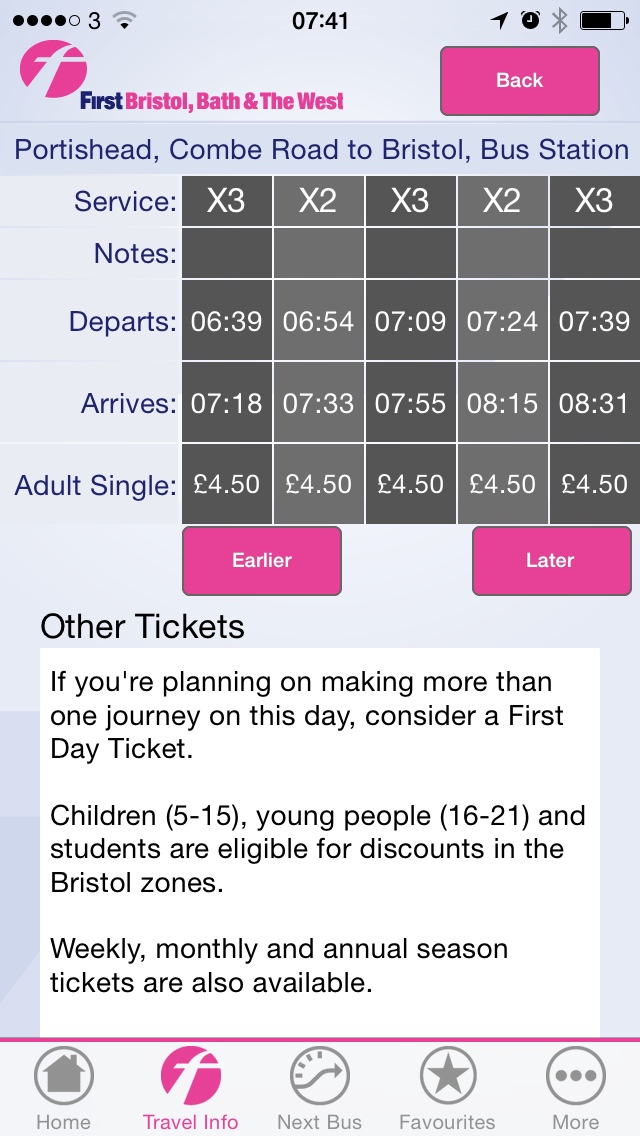 3 07:41
First Bristol, Bath & The West
Back
Portishead, Combe Road to Bristol, Bus Station
Service: X3 X2 X3 X2 X3
Notes:
Departs: 06:39 06:54 07:09 07:24 07:39
Arrives: 07:18 07:33 07:55 08:15 08:31
Adult Single: £4.50 £4.50 £4.50 £4.50 £4.50
Earlier Later
Other Tickets
If you're planning on making more than
one journey on this day, consider a First
Day Ticket.
Children (5-15), young people (16-21) and
students are eligible for discounts in the
Bristol zones.
Weekly, monthly and annual season
tickets are also available.
Home Travel Info Next Bus Favourites More